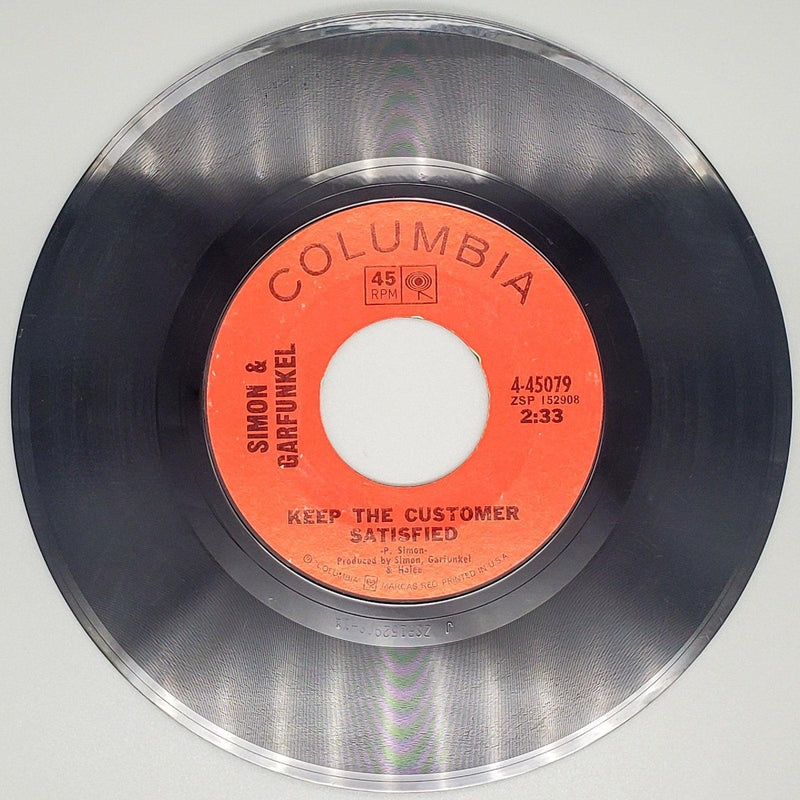 COLUMBIA
45
RPM
SIMON &
GARFUNKEL
4-45079
ZSP 152908
2:33
KEEP THE CUSTOMER
SATISFIED
-P. Simon-
Produced by Simon, Garfunkel
& Halee
"COLUMBIA" MARCAS REG. PRINTED IN U.S.A.